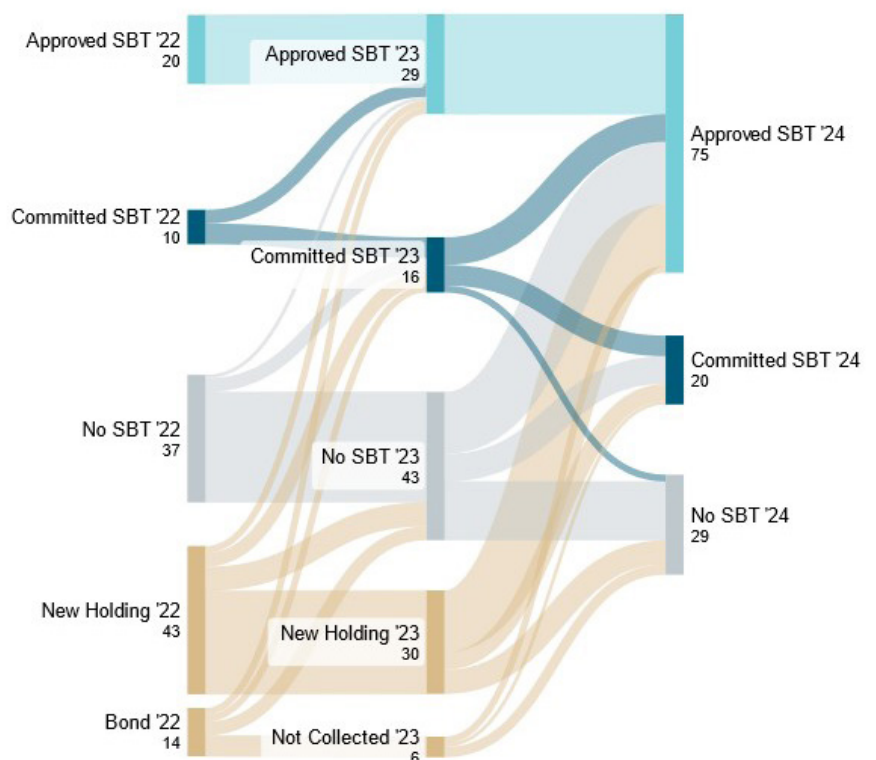 Approved SBT '22
20
Committed SBT '22
10
No SBT '22
37
New Holding '22
43
Bond '22
14
Approved SBT '23
29
Committed SBT '23
16
No SBT '23
43
New Holding '23
30
Not Collected '23
6
Approved SBT '24
75
Committed SBT '24
20
No SBT '24
29